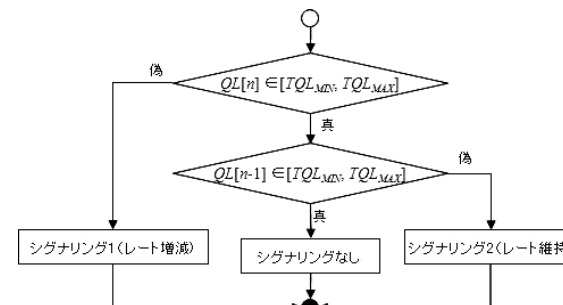 偽
QL[n]∈[TQL_MIN, TQL_MAX]
真
偽
QL[n-1]∈[TQL_MIN, TQL_MAX]
真
シグナリング1(レート増減)
シグナリングなし
シグナリング2(レート維持